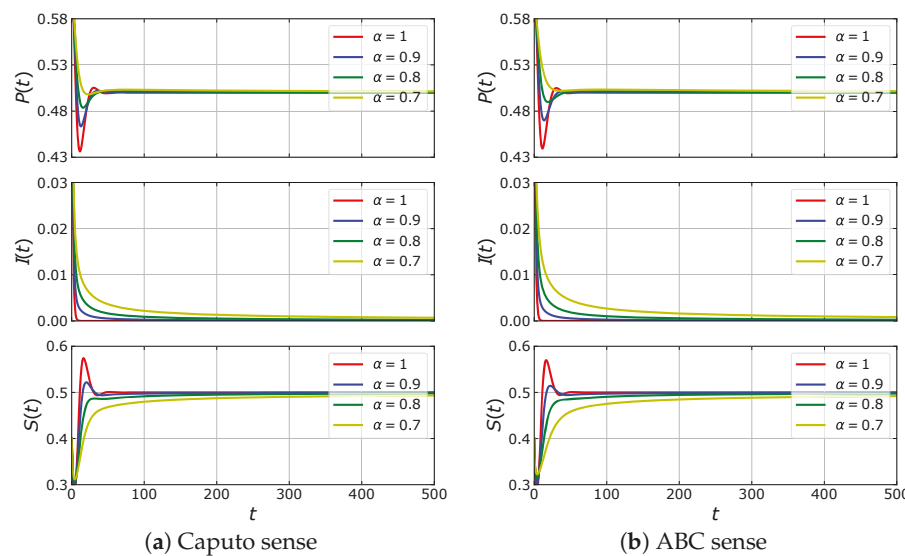 0.58
0.53
0.48
0.43
P(t)
α = 1
α = 0.9
α = 0.8
α = 0.7
0.03
0.02
0.01
0.00
I(t)
α = 1
α = 0.9
α = 0.8
α = 0.7
0.6
0.5
0.4
0.3
S(t)
α = 1
α = 0.9
α = 0.8
α = 0.7
0 100 200 300 400 500
t
(a) Caputo sense
0.58
0.53
0.48
0.43
P(t)
α = 1
α = 0.9
α = 0.8
α = 0.7
0.03
0.02
0.01
0.00
I(t)
α = 1
α = 0.9
α = 0.8
α = 0.7
0.6
0.5
0.4
0.3
S(t)
α = 1
α = 0.9
α = 0.8
α = 0.7
0 100 200 300 400 500
t
(b) ABC sense